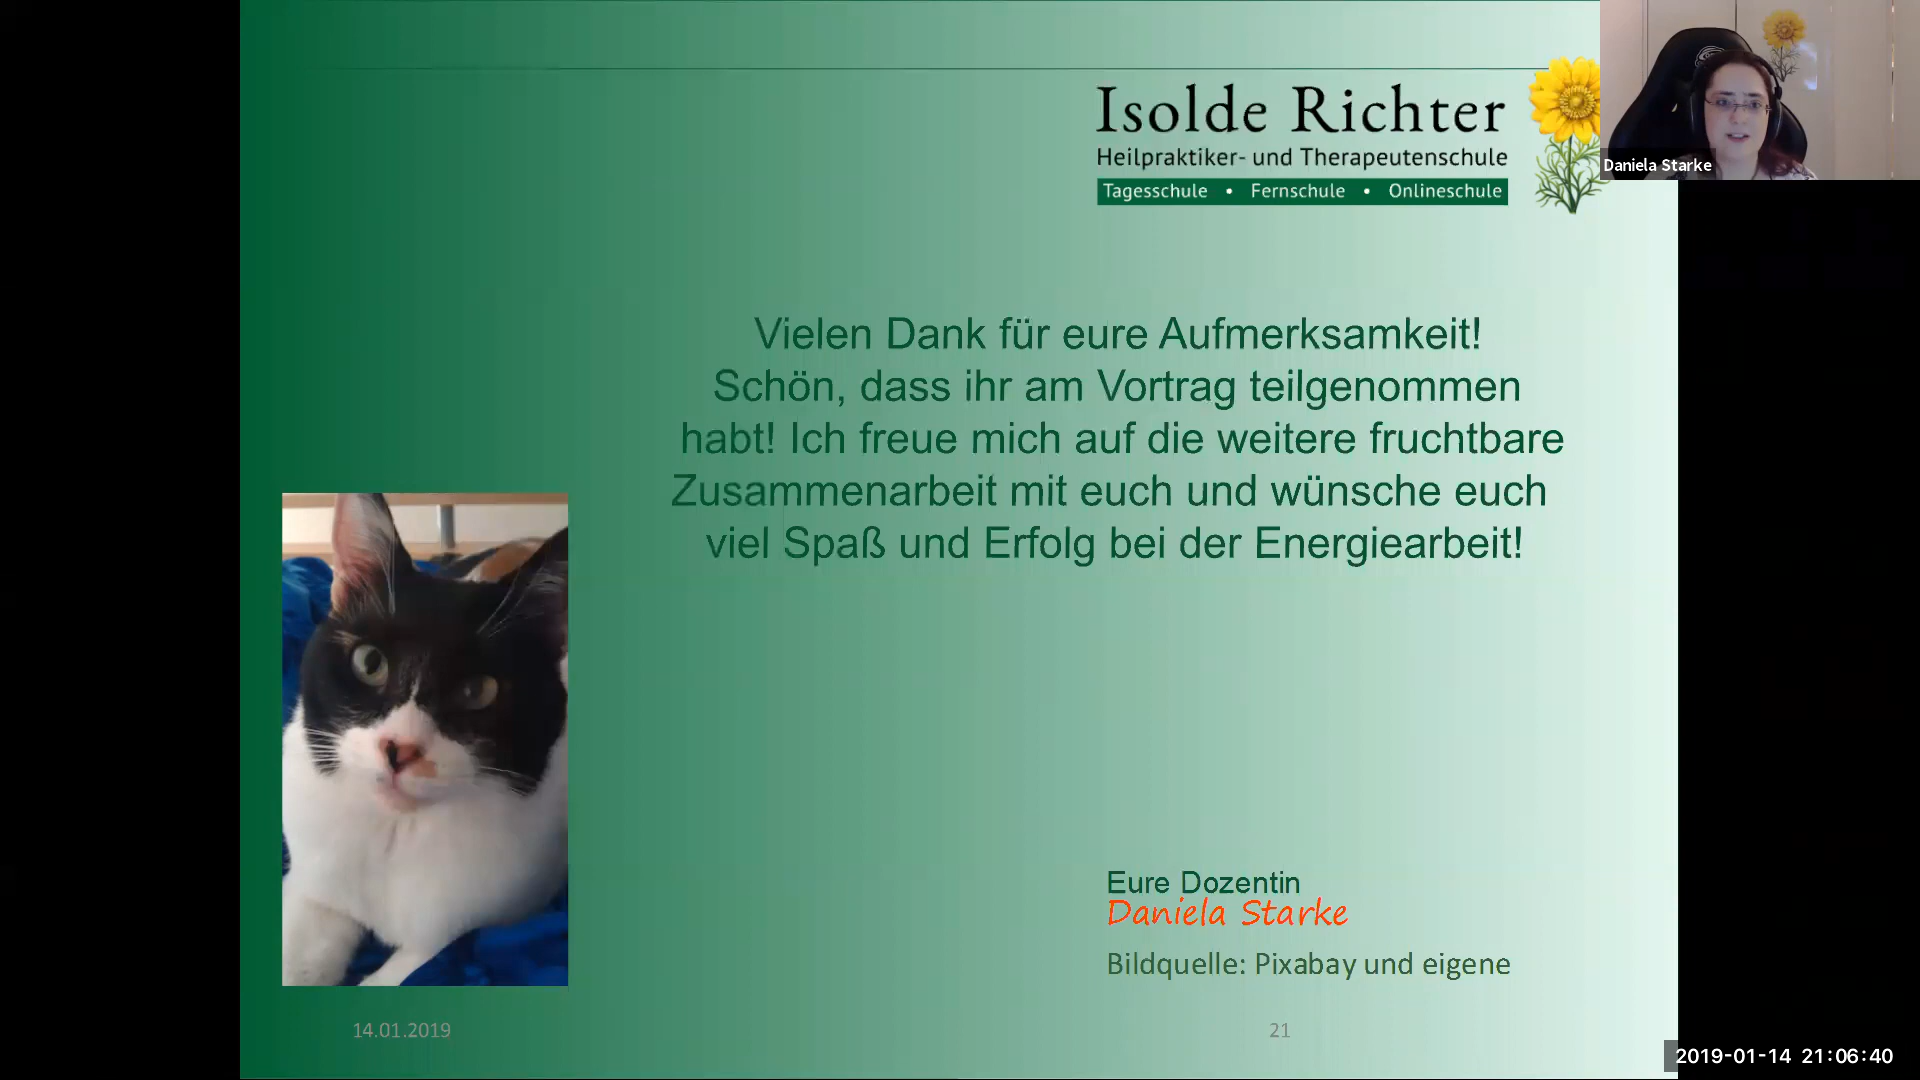 Isolde Richter
Heilpraktiker- und Therapeutenschule
Tagesschule • Fernschule • Onlineschule
Daniela Starke
Vielen Dank für eure Aufmerksamkeit!
Schön, dass ihr am Vortrag teilgenommen
habt! Ich freue mich auf die weitere fruchtbare
Zusammenarbeit mit euch und wünsche euch
viel Spaß und Erfolg bei der Energiearbeit!
Eure Dozentin
Daniela Starke
Bildquelle: Pixabay und eigene
14.01.2019
21
2019-01-14 21:06:40